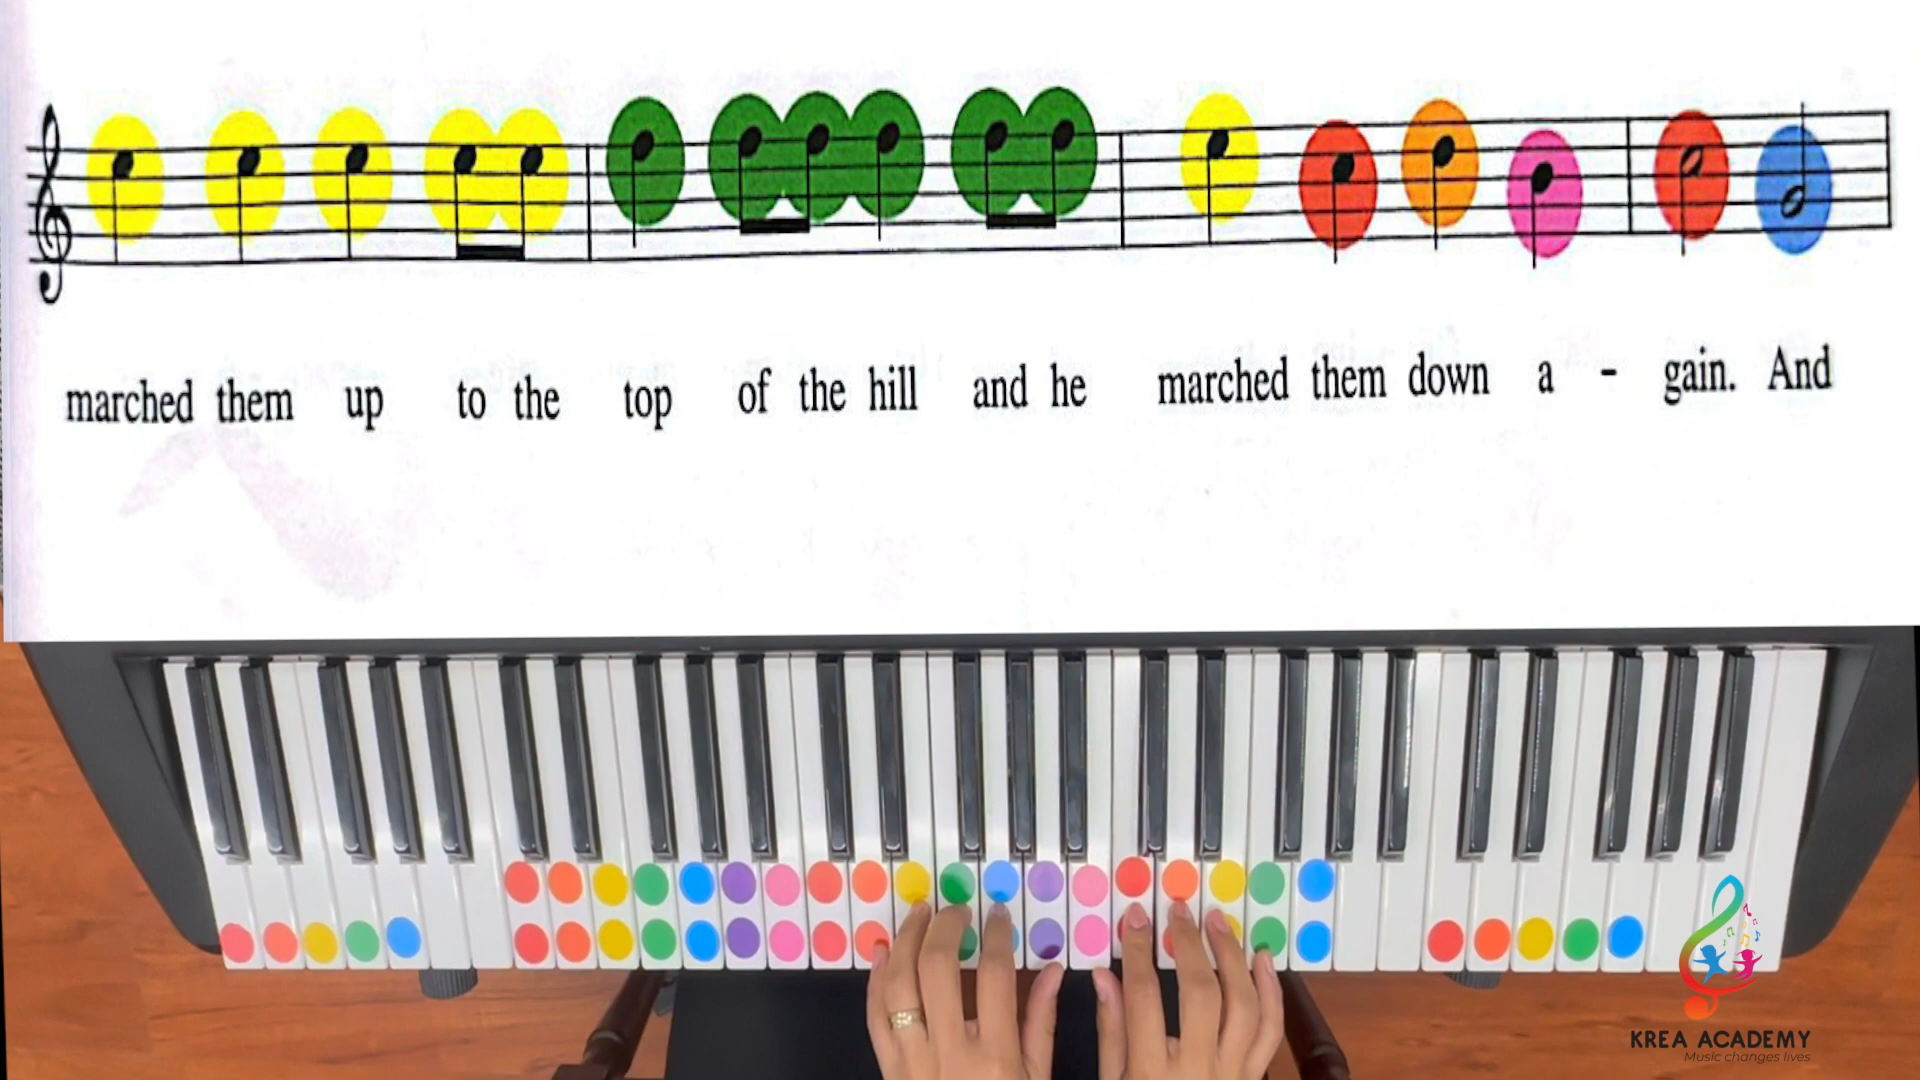 marched them up to the top of the hill and he marched them down a - gain. And
KREA ACADEMY
Music changes lives